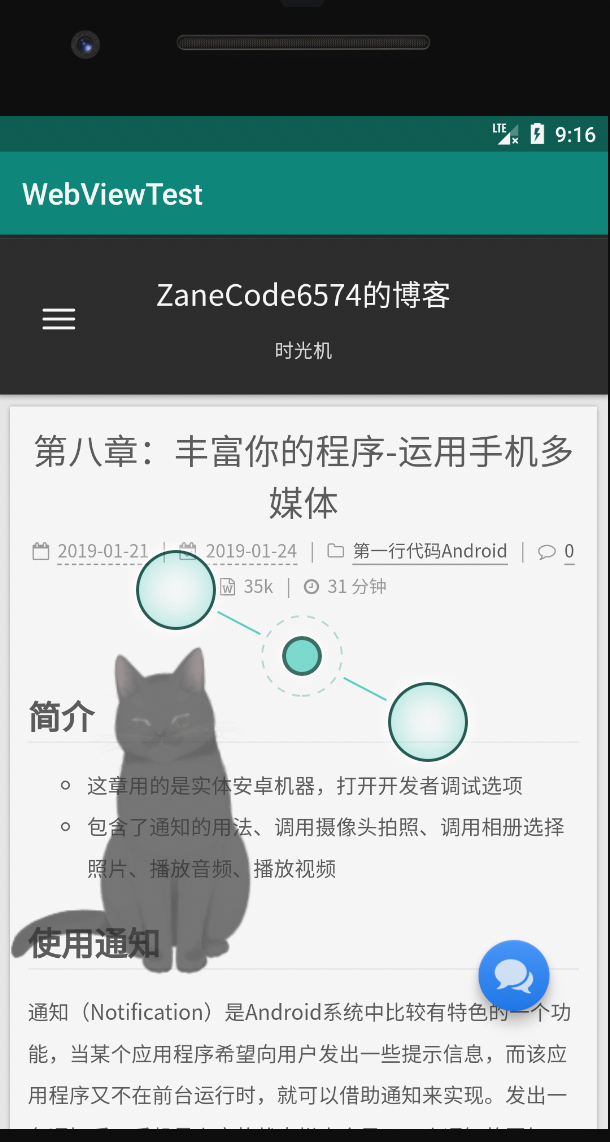 LTE 9:16
WebViewTest
ZaneCode6574的博客
时光机
第八章：丰富你的程序-运用手机多
媒体
2019-01-21 | 2019-01-24 | 第一行代码Android | 0
35k | 31 分钟
简介
这章用的是实体安卓机器，打开开发者调试选项
包含了通知的用法、调用摄像头拍照、调用相册选择
照片、播放音频、播放视频
使用通知
通知（Notification）是Android系统中比较有特色的一个功
能，当某个应用程序希望向用户发出一些提示信息，而该应
用程序又不在前台运行时，就可以借助通知来实现。发出一